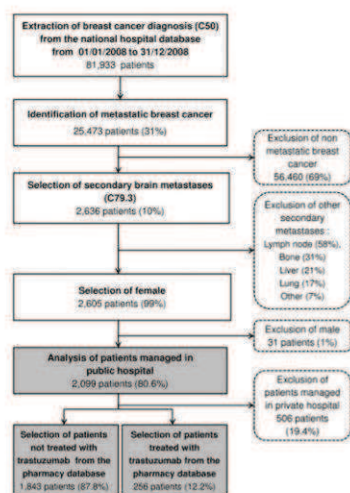 Extraction of breast cancer diagnosis (C50)
from the national hospital database
from 01/01/2008 to 31/12/2008
81,933 patients
Identification of metastatic breast cancer
25,473 patients (31%)
Exclusion of non
metastatic breast
cancer
56,460 (69%)
Selection of secondary brain metastases
(C79.3)
2,636 patients (10%)
Exclusion of other
secondary
metastases :
Lymph node (58%),
Bone (31%)
Liver (21%)
Lung (17%)
Other (7%)
Selection of female
2,605 patients (99%)
Exclusion of male
31 patients (1%)
Analysis of patients managed in
public hospital
2,099 patients (80.6%)
Exclusion of
patients managed
in private hospital
506 patients
(19.4%)
Selection of patients
not treated with
trastuzumab from the
pharmacy database
1,843 patients (87.8%)
Selection of patients
treated with
trastuzumab from the
pharmacy database
256 patients (12.2%)